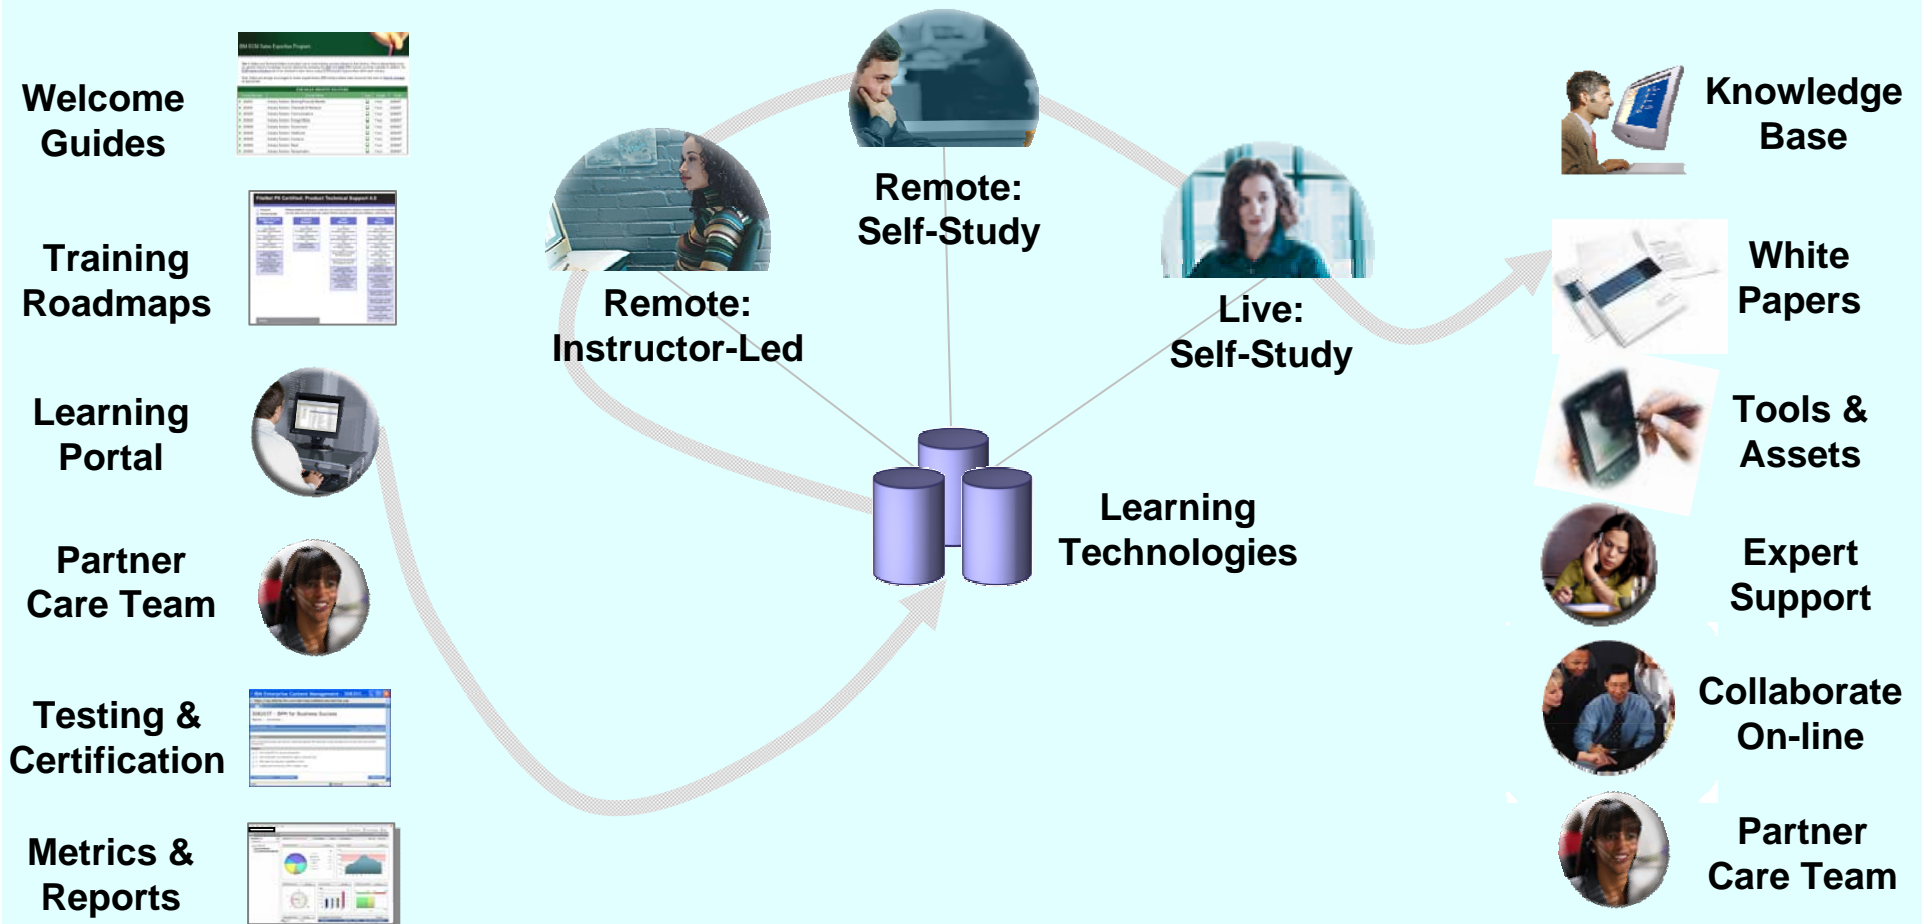 Welcome
Guides
Training
Roadmaps
Learning
Portal
Partner
Care Team
Testing &
Certification
Metrics &
Reports
Remote:
Instructor-Led
Remote:
Self-Study
Live:
Self-Study
Learning
Technologies
Knowledge
Base
White
Papers
Tools &
Assets
Expert
Support
Collaborate
On-line
Partner
Care Team